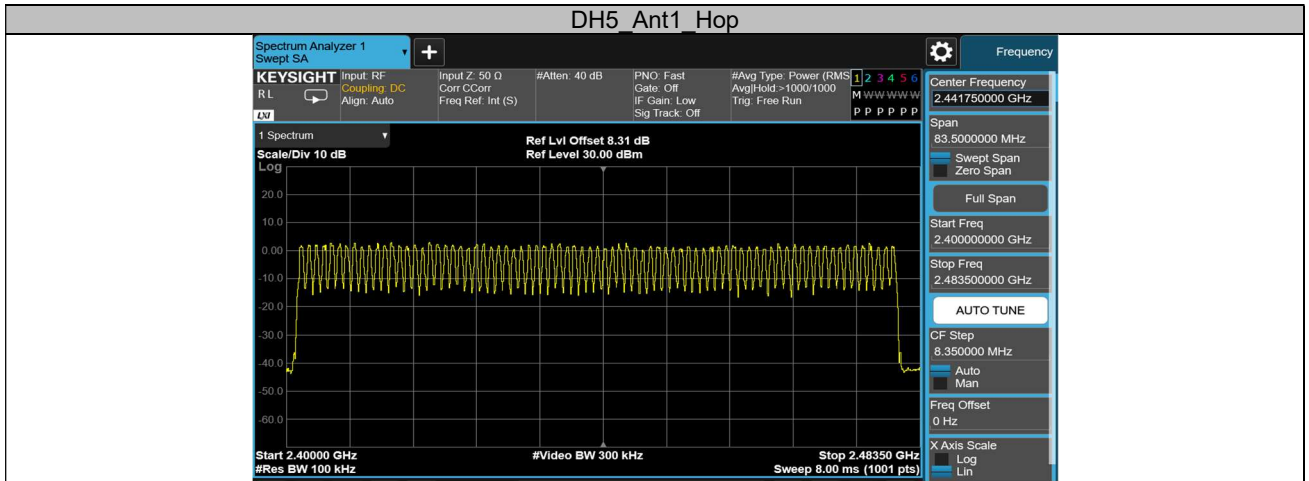 DH5_Ant1_Hop
Spectrum Analyzer 1
Swept SA
+
Frequency
KEYSIGHT
RL
LXI
Input: RF
Coupling: DC
Align: Auto
Input Z: 50 Ω
Corr CCorr
Freq Ref: Int (S)
#Atten: 40 dB
PNO: Fast
Gate: Off
IF Gain: Low
Sig Track: Off
#Avg Type: Power (RMS
Avg|Hold:>1000/1000
Trig: Free Run
1 2 3 4 5 6
M W W W W W
P P P P P P
1 Spectrum
Scale/Div 10 dB
Log
Ref Lvl Offset 8.31 dB
Ref Level 30.00 dBm
20.0
10.0
0.00
-10.0
-20.0
-30.0
-40.0
-50.0
-60.0
Start 2.40000 GHz
#Res BW 100 kHz
#Video BW 300 kHz
Stop 2.48350 GHz
Sweep 8.00 ms (1001 pts)
Center Frequency
2.441750000 GHz
Span
83.5000000 MHz
Swept Span
Zero Span
Full Span
Start Freq
2.400000000 GHz
Stop Freq
2.483500000 GHz
AUTO TUNE
CF Step
8.350000 MHz
Auto
Man
Freq Offset
0 Hz
X Axis Scale
Log
Lin